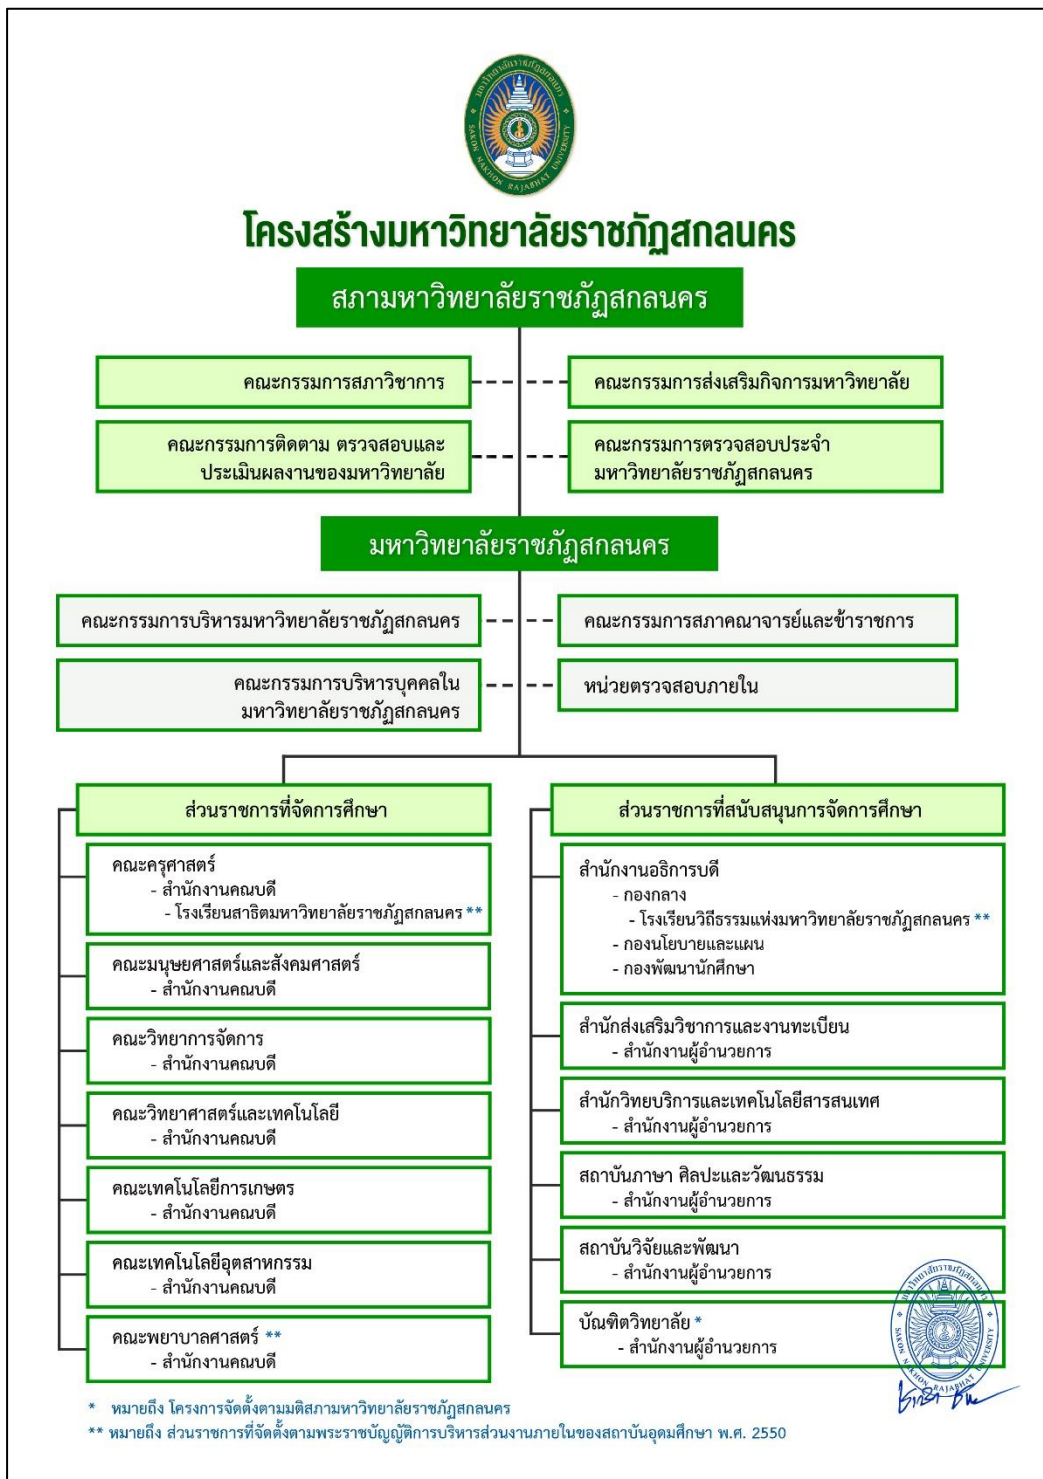 มหาวิทยาลัยราชภัฏสกลนคร
SAKON NAKHON RAJABHAT UNIVERSITY
โครงสร้างมหาวิทยาลัยราชภัฏสกลนคร
สภามหาวิทยาลัยราชภัฏสกลนคร
คณะกรรมการสภาวิชาการ
คณะกรรมการส่งเสริมกิจการมหาวิทยาลัย
คณะกรรมการติดตาม ตรวจสอบและ
ประเมินผลงานของมหาวิทยาลัย
คณะกรรมการตรวจสอบประจำ
มหาวิทยาลัยราชภัฏสกลนคร
มหาวิทยาลัยราชภัฏสกลนคร
คณะกรรมการบริหารมหาวิทยาลัยราชภัฏสกลนคร
คณะกรรมการสภาคณาจารย์และข้าราชการ
คณะกรรมการบริหารบุคคลใน
มหาวิทยาลัยราชภัฏสกลนคร
หน่วยตรวจสอบภายใน
ส่วนราชการที่จัดการศึกษา
คณะครุศาสตร์
- สำนักงานคณบดี
- โรงเรียนสาธิตมหาวิทยาลัยราชภัฏสกลนคร **
คณะมนุษยศาสตร์และสังคมศาสตร์
- สำนักงานคณบดี
คณะวิทยาการจัดการ
- สำนักงานคณบดี
คณะวิทยาศาสตร์และเทคโนโลยี
- สำนักงานคณบดี
คณะเทคโนโลยีการเกษตร
- สำนักงานคณบดี
คณะเทคโนโลยีอุตสาหกรรม
- สำนักงานคณบดี
คณะพยาบาลศาสตร์ **
- สำนักงานคณบดี
ส่วนราชการที่สนับสนุนการจัดการศึกษา
สำนักงานอธิการบดี
- กองกลาง
- โรงเรียนวิถีธรรมแห่งมหาวิทยาลัยราชภัฏสกลนคร **
- กองนโยบายและแผน
- กองพัฒนานักศึกษา
สำนักส่งเสริมวิชาการและงานทะเบียน
- สำนักงานผู้อำนวยการ
สำนักวิทยบริการและเทคโนโลยีสารสนเทศ
- สำนักงานผู้อำนวยการ
สถาบันภาษา ศิลปะและวัฒนธรรม
- สำนักงานผู้อำนวยการ
สถาบันวิจัยและพัฒนา
- สำนักงานผู้อำนวยการ
บัณฑิตวิทยาลัย *
- สำนักงานผู้อำนวยการ
มหาวิทยาลัยราชภัฏสกลนคร
SAKON NAKHON RAJABHAT UNIVERSITY
* หมายถึง โครงการจัดตั้งตามมติสภามหาวิทยาลัยราชภัฏสกลนคร
** หมายถึง ส่วนราชการที่จัดตั้งตามพระราชบัญญัติการบริหารส่วนงานภายในของสถาบันอุดมศึกษา พ.ศ. 2550